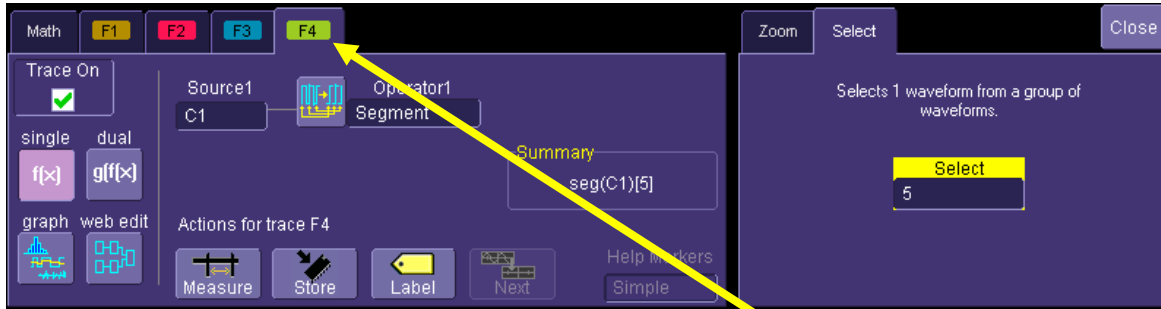 Math F1 F2 F3 F4
Trace On
Source1 Operator1
C1 Segment
single dual
f(x) g(f(x)
Summary
seg(C1)[5]
graph web edit
Actions for trace F4
Help Markers
Measure Store Label Next Simple
Zoom Select Close
Selects 1 waveform from a group of
waveforms.
Select
5